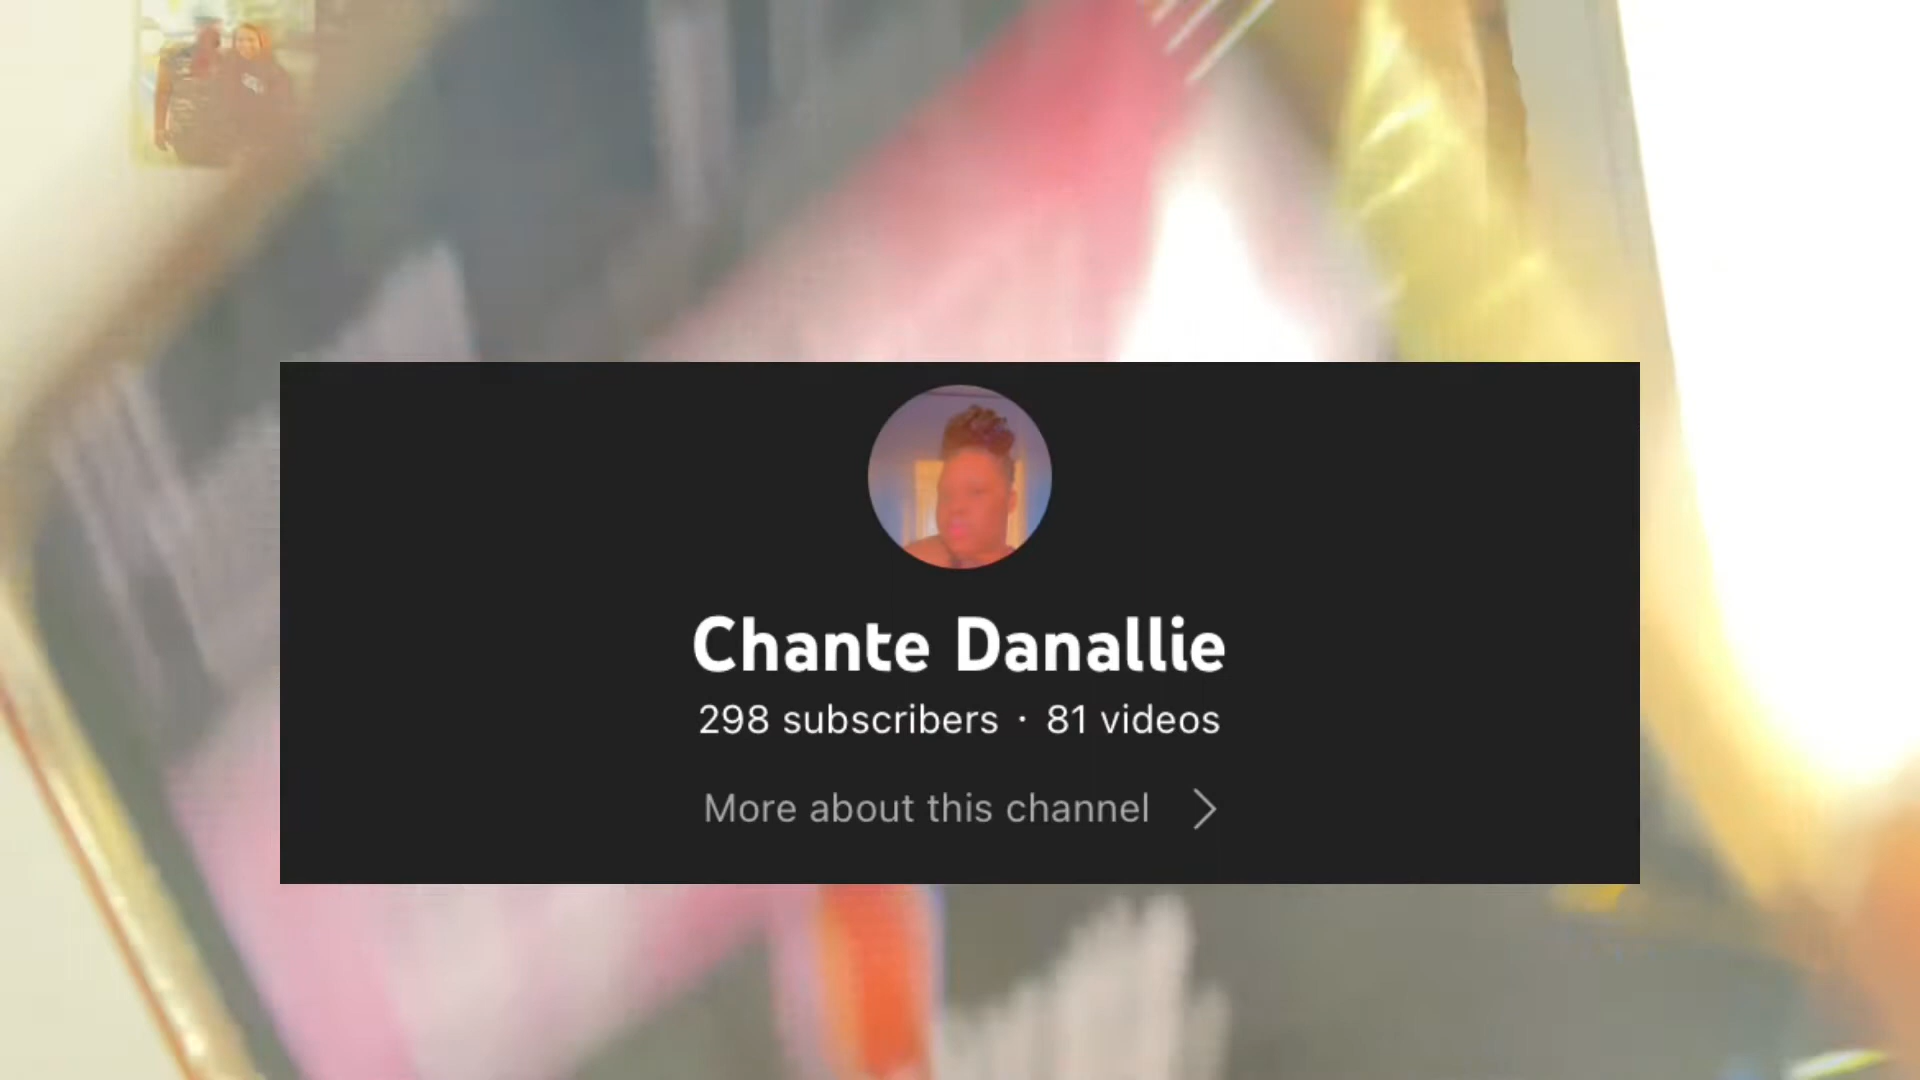 Chante Danallie
298 subscribers · 81 videos
More about this channel